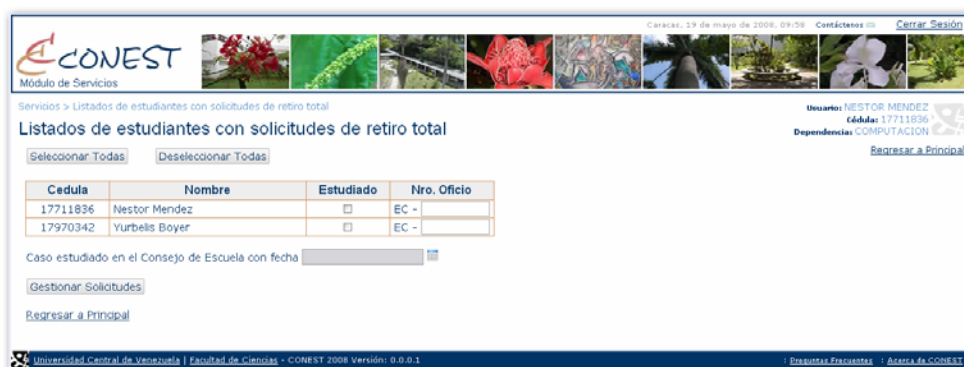 Caracas, 19 de mayo de 2008, 09:58 Contáctenos Cerrar Sesión
CONEST
Módulo de Servicios
Servicios > Listados de estudiantes con solicitudes de retiro total
Usuario: NESTOR MENDEZ
Cédula: 17711836
Dependencia: COMPUTACION
Listados de estudiantes con solicitudes de retiro total
Regresar a Principal
Seleccionar Todas Deseleccionar Todas
Cedula Nombre Estudiado Nro. Oficio
17711836 Nestor Mendez EC -
17970342 Yurbelis Boyer EC -
Caso estudiado en el Consejo de Escuela con fecha
Gestionar Solicitudes
Regresar a Principal
Universidad Central de Venezuela | Facultad de Ciencias - CONEST 2008 Versión: 0.0.0.1 : Preguntas Frecuentes : Acerca de CONEST